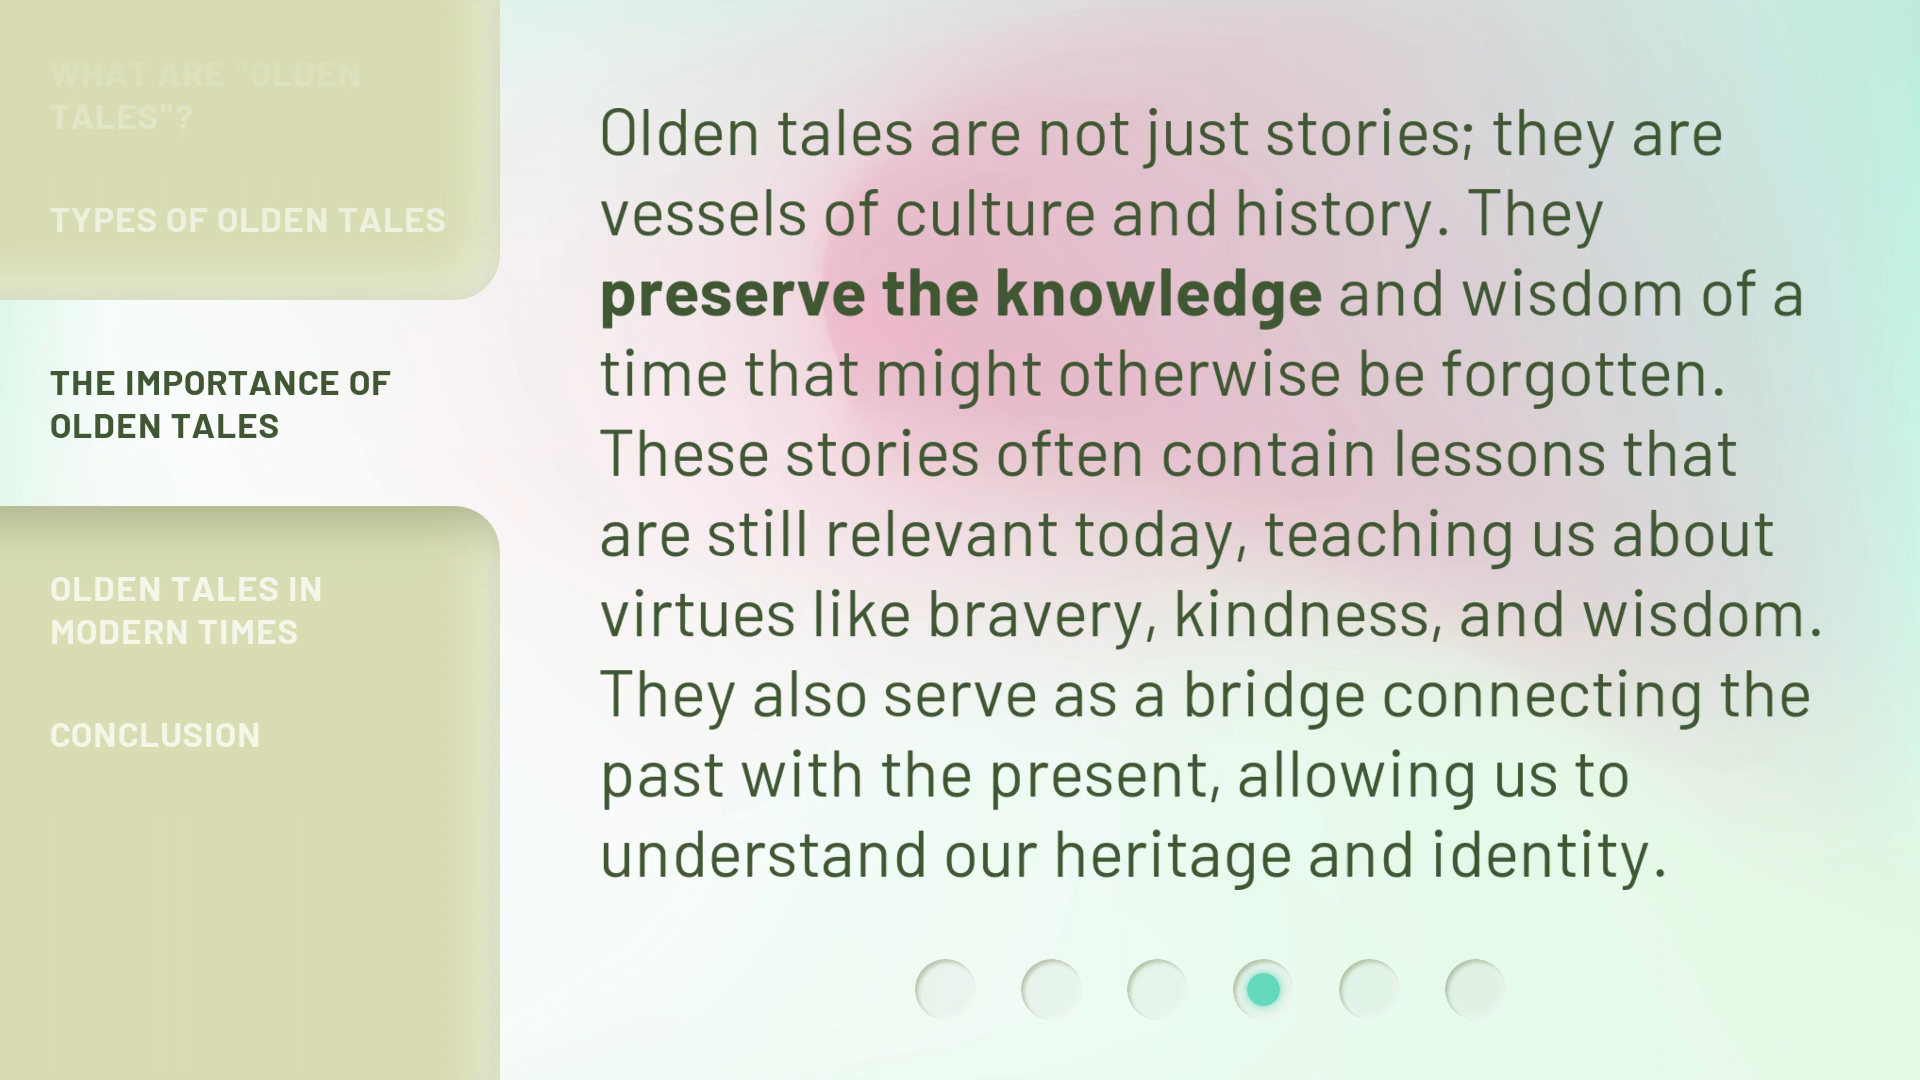 WHAT ARE "OLDEN
TALES"?
TYPES OF OLDEN TALES
THE IMPORTANCE OF
OLDEN TALES
OLDEN TALES IN
MODERN TIMES
CONCLUSION
Olden tales are not just stories; they are
vessels of culture and history. They
preserve the knowledge and wisdom of a
time that might otherwise be forgotten.
These stories often contain lessons that
are still relevant today, teaching us about
virtues like bravery, kindness, and wisdom.
They also serve as a bridge connecting the
past with the present, allowing us to
understand our heritage and identity.